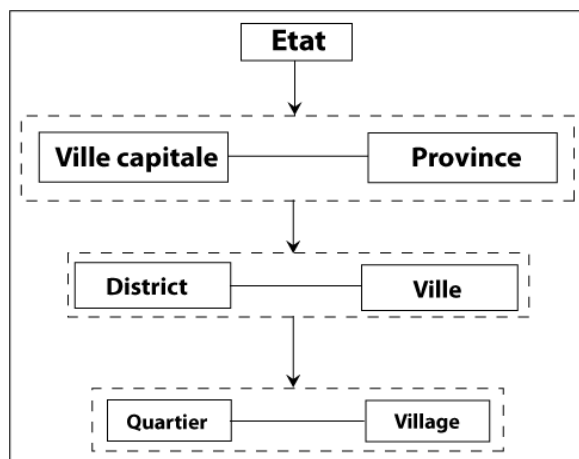 Etat
Ville capitale
Province
District
Ville
Quartier
Village